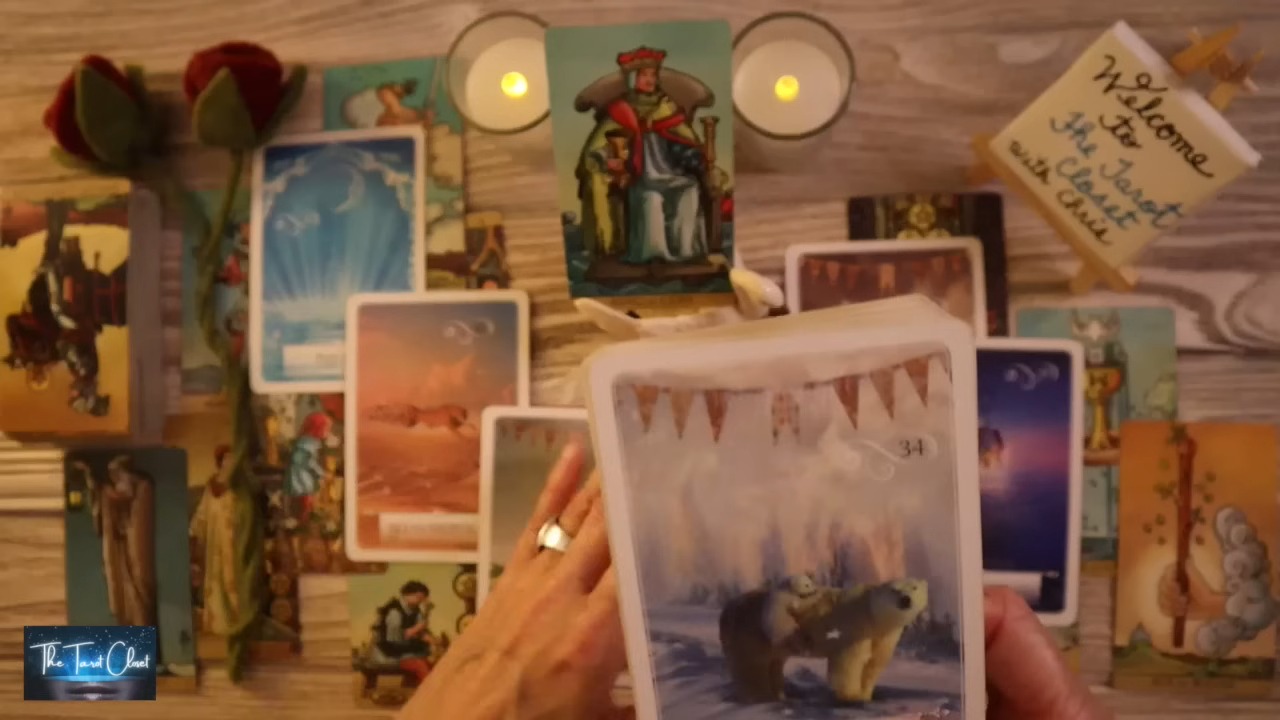 Welcome
to
The Tarot
Closet
with Chris
34
The Tarot Closet